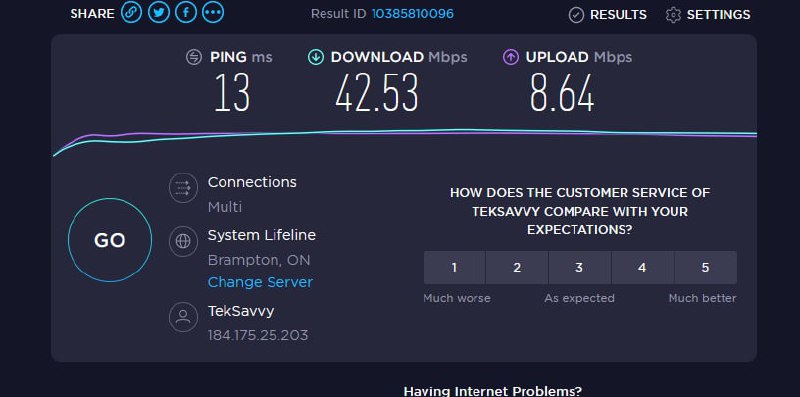 SHARE Result ID 10385810096 RESULTS SETTINGS
PING ms DOWNLOAD Mbps UPLOAD Mbps
13 42.53 8.64
GO
Connections
Multi
System Lifeline
Brampton, ON
Change Server
TekSavvy
184.175.25.203
HOW DOES THE CUSTOMER SERVICE OF
TEKSAVVY COMPARE WITH YOUR
EXPECTATIONS?
1 2 3 4 5
Much worse As expected Much better
Having Internet Problems?